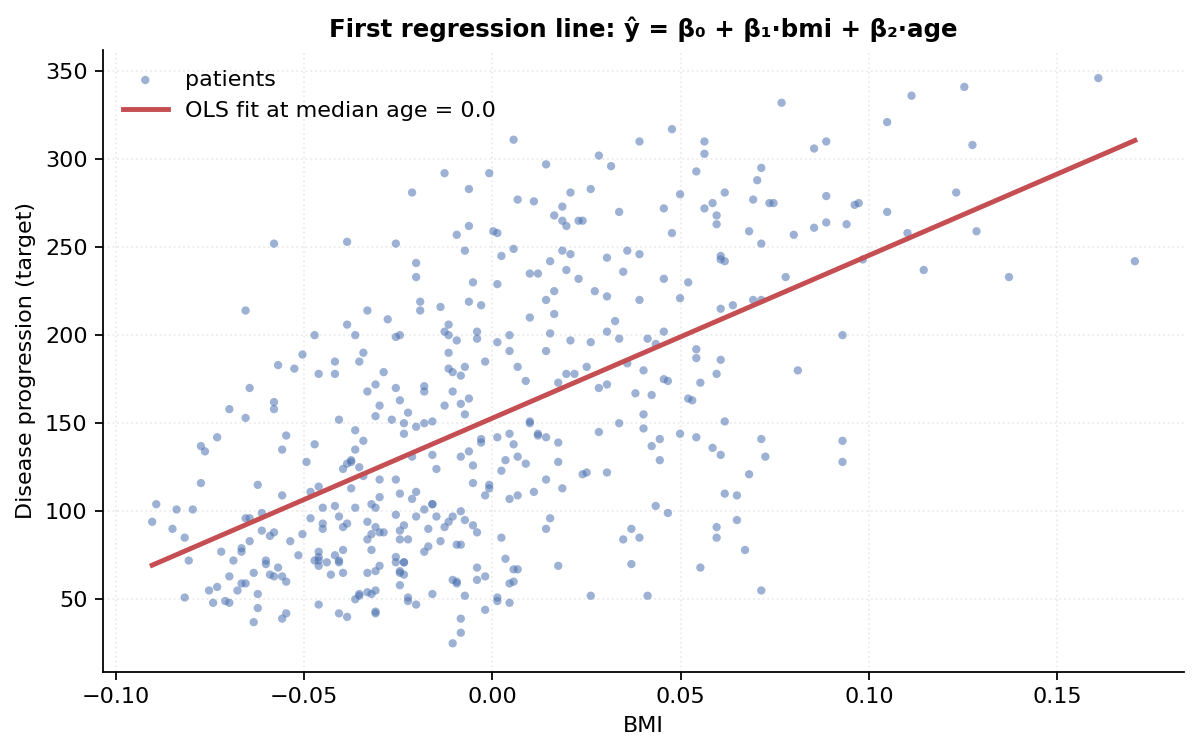 First regression line: ŷ = β₀ + β₁·bmi + β₂·age
patients
OLS fit at median age = 0.0
Disease progression (target)
350
300
250
200
150
100
50
−0.10
−0.05
0.00
0.05
0.10
0.15
BMI